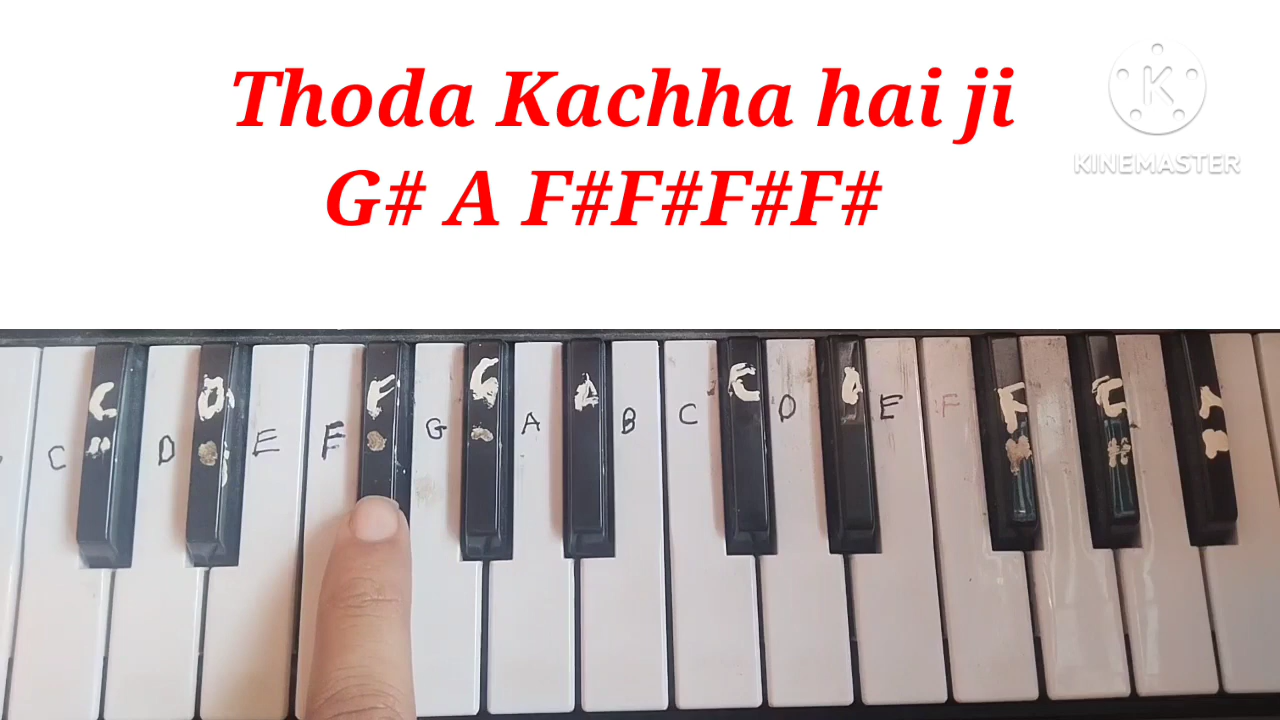 Thoda Kachha hai ji
G# A F#F#F#F#
K
KINEMASTER
C D F G A C F G A
# # #
C D E F G A B C D E F